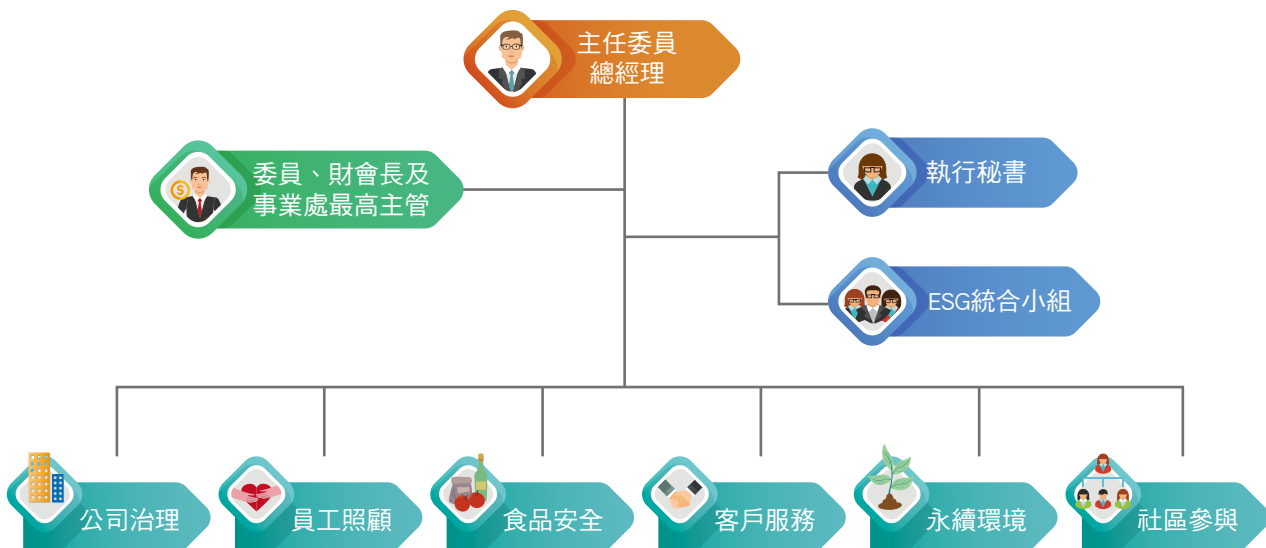 主任委員
總經理
委員、財會長及
事業處最高主管
執行秘書
ESG統合小組
公司治理
員工照顧
食品安全
客戶服務
永續環境
社區參與